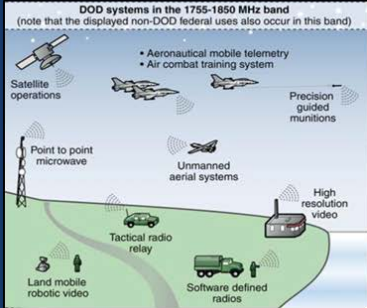 DOD systems in the 1755-1850 MHz band
(note that the displayed non-DOD federal uses also occur in this band)
• Aeronautical mobile telemetry
• Air combat training system
Satellite
operations
Precision
guided
munitions
Point to point
microwave
Unmanned
aerial systems
High
resolution
video
Tactical radio
relay
Land mobile
robotic video
Software defined
radios